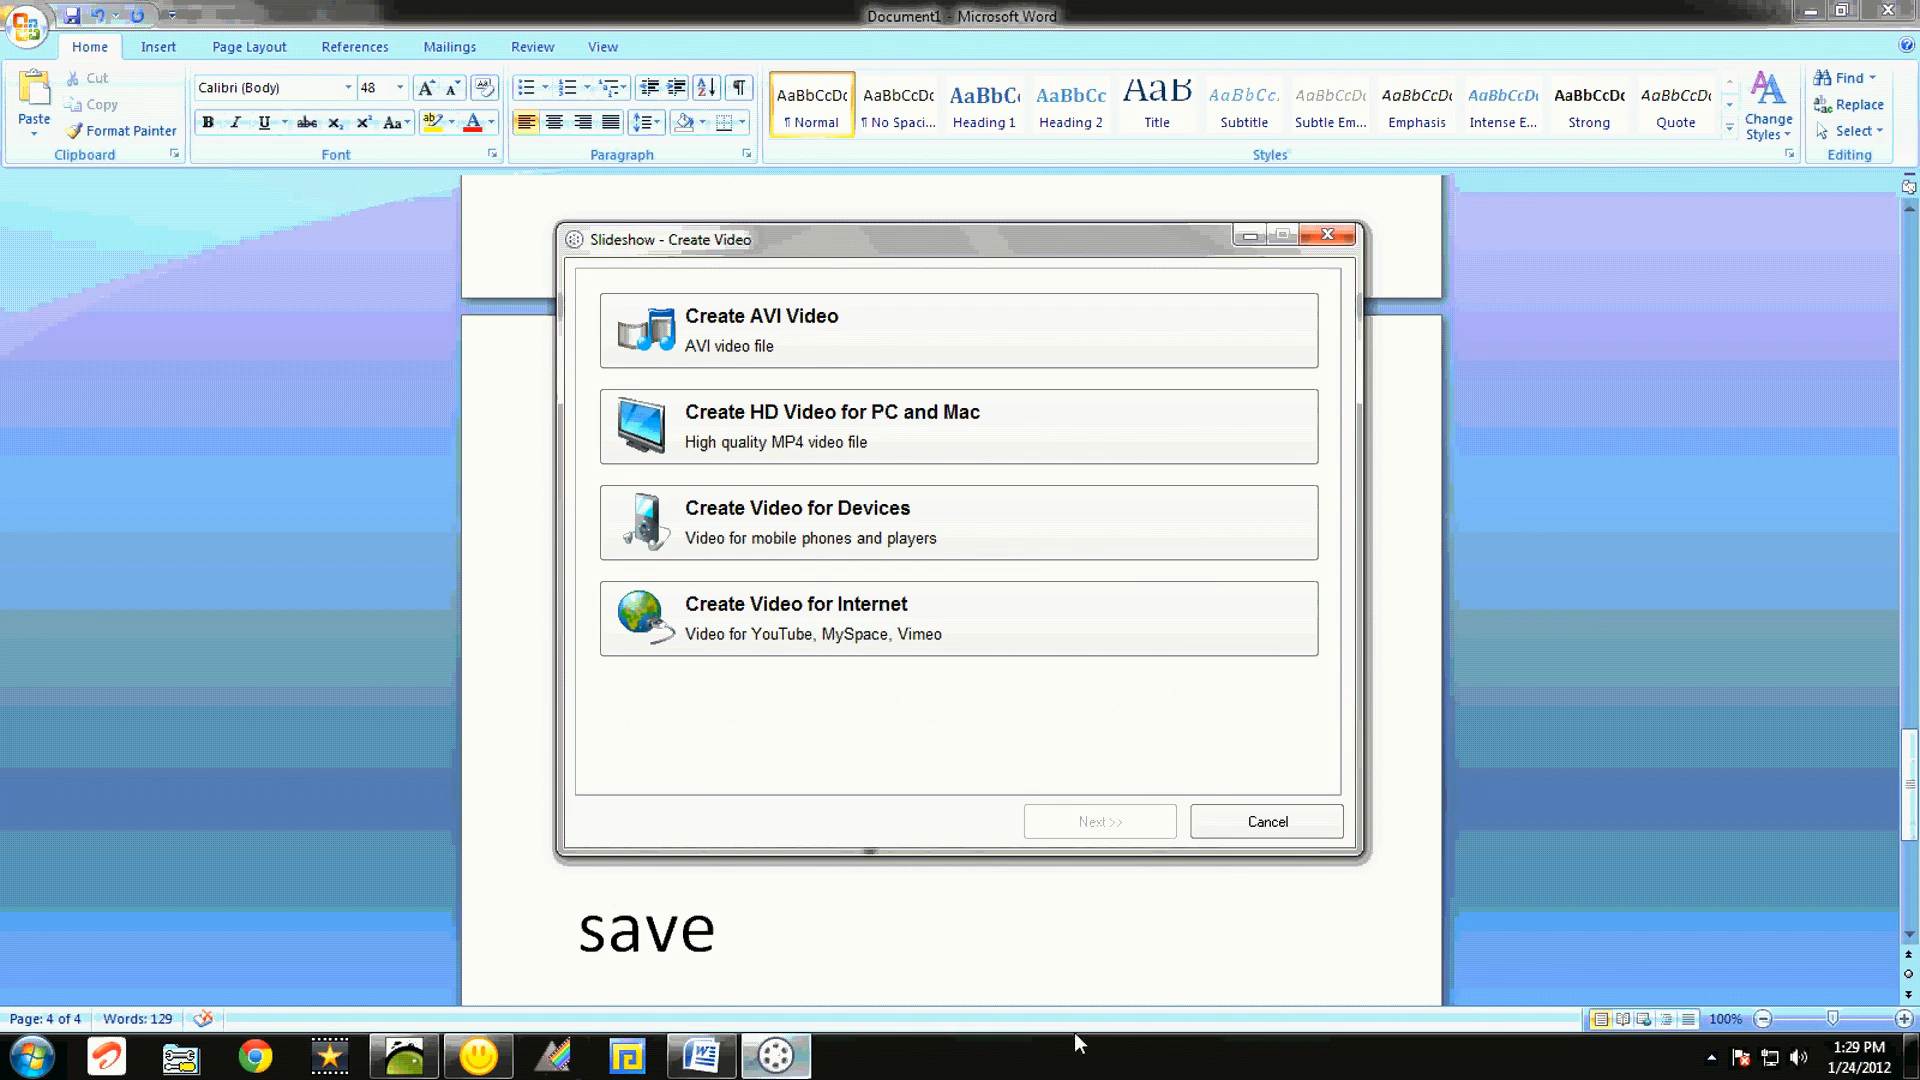 Document1 - Microsoft Word
Home Insert Page Layout References Mailings Review View
Paste
Cut
Copy
Format Painter
Clipboard
Calibri (Body) 48
Font
Paragraph
AaBbCcDc AaBbCcDc AaBbCc AaBbCc AaB AaBbCc. AaBbCcDc AaBbCcDc AaBbCcDc AaBbCcDc AaBbCcDc
¶ Normal ¶ No Spaci... Heading 1 Heading 2 Title Subtitle Subtle Em... Emphasis Intense E... Strong Quote
Change
Styles
Styles
Find
Replace
Select
Editing
Slideshow - Create Video
Create AVI Video
AVI video file
Create HD Video for PC and Mac
High quality MP4 video file
Create Video for Devices
Video for mobile phones and players
Create Video for Internet
Video for YouTube, MySpace, Vimeo
Next >> Cancel
save
Page: 4 of 4 Words: 129 100%
1:29 PM
1/24/2012